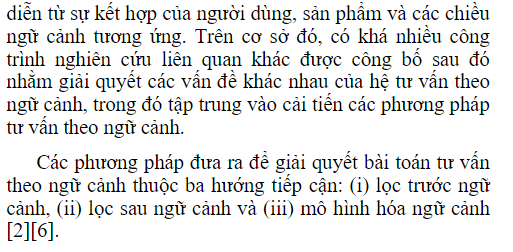 diễn từ sự kết hợp của người dùng, sản phẩm và các chiều
ngữ cảnh tương ứng. Trên cơ sở đó, có khá nhiều công
trình nghiên cứu liên quan khác được công bố sau đó
nhằm giải quyết các vấn đề khác nhau của hệ tư vấn theo
ngữ cảnh, trong đó tập trung vào cải tiến các phương pháp
tư vấn theo ngữ cảnh.
Các phương pháp đưa ra để giải quyết bài toán tư vấn
theo ngữ cảnh thuộc ba hướng tiếp cận: (i) lọc trước ngữ
cảnh, (ii) lọc sau ngữ cảnh và (iii) mô hình hóa ngữ cảnh
[2][6].